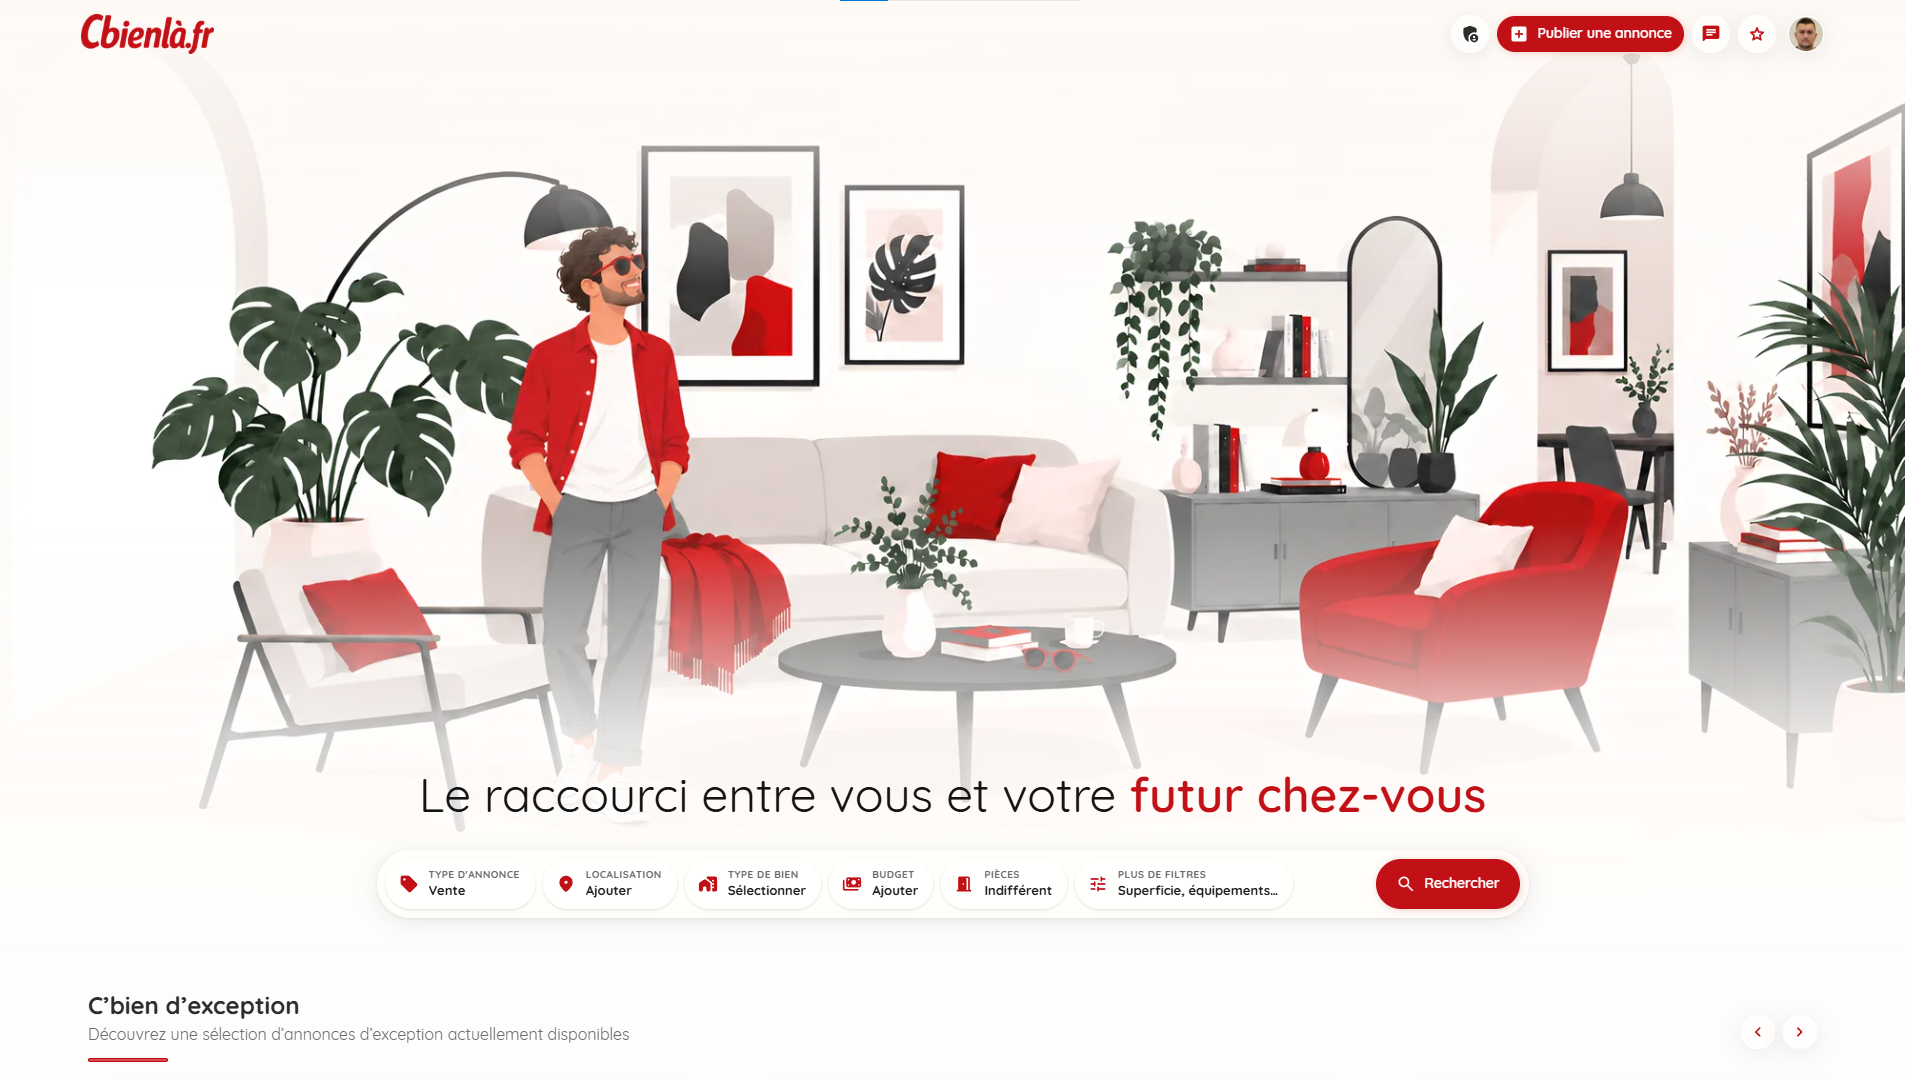 Cbienlà.fr
Publier une annonce
Le raccourci entre vous et votre futur chez-vous
TYPE D'ANNONCE
Vente
LOCALISATION
Ajouter
TYPE DE BIEN
Sélectionner
BUDGET
Ajouter
PIÈCES
Indifférent
PLUS DE FILTRES
Superficie, équipements...
Rechercher
C’bien d’exception
Découvrez une sélection d’annonces d’exception actuellement disponibles